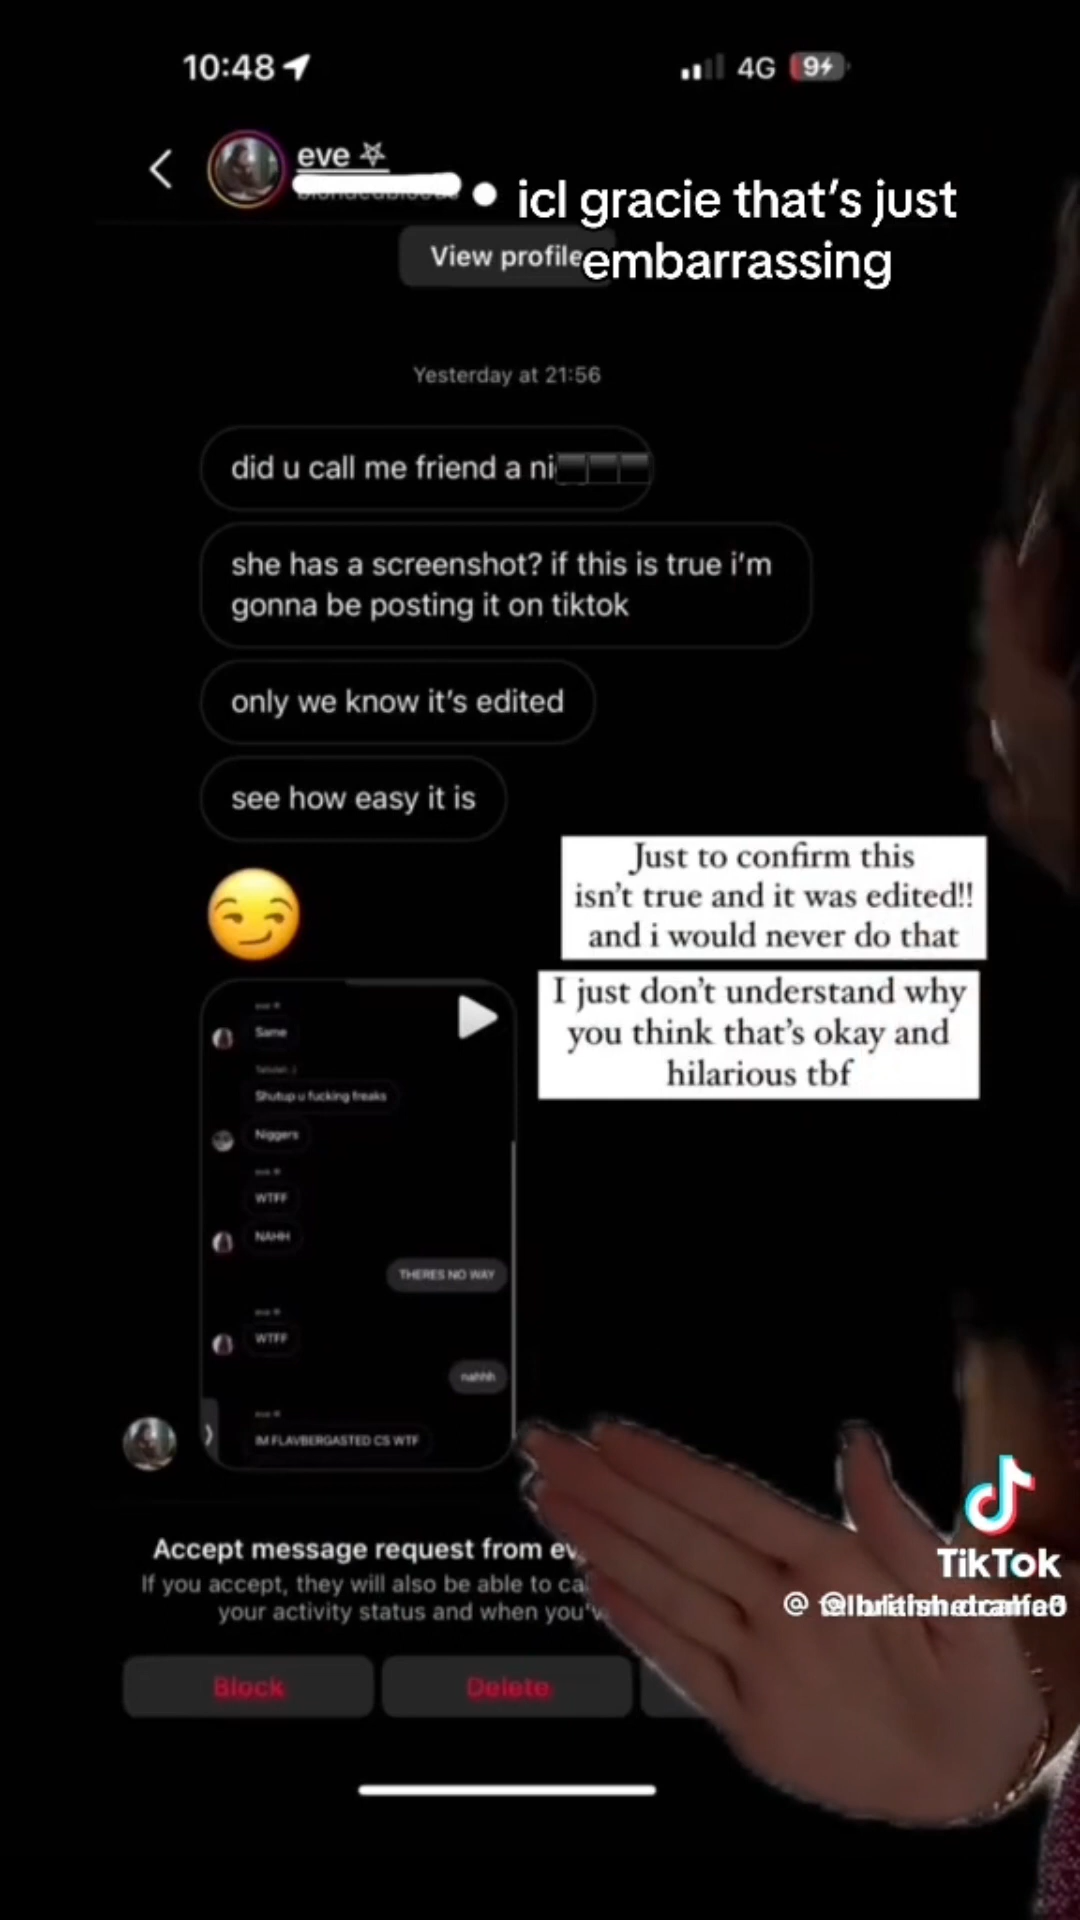 10:48
4G
9
eve
icl gracie that's just
embarrassing
View profile
Yesterday at 21:56
did u call me friend a ni
she has a screenshot? if this is true i'm
gonna be posting it on tiktok
only we know it's edited
see how easy it is
Just to confirm this
isn't true and it was edited!!
and i would never do that
I just don't understand why
you think that's okay and
hilarious tbf
Same
Shutup u fucking freaks
Niggers
WTFF
NAHH
THERES NO WAY
WTFF
nahhh
IM FLAVBERGASTED CS WTF
Accept message request from
If you accept, they will also be able to
your activity status and when
TikTok
Block
Delete